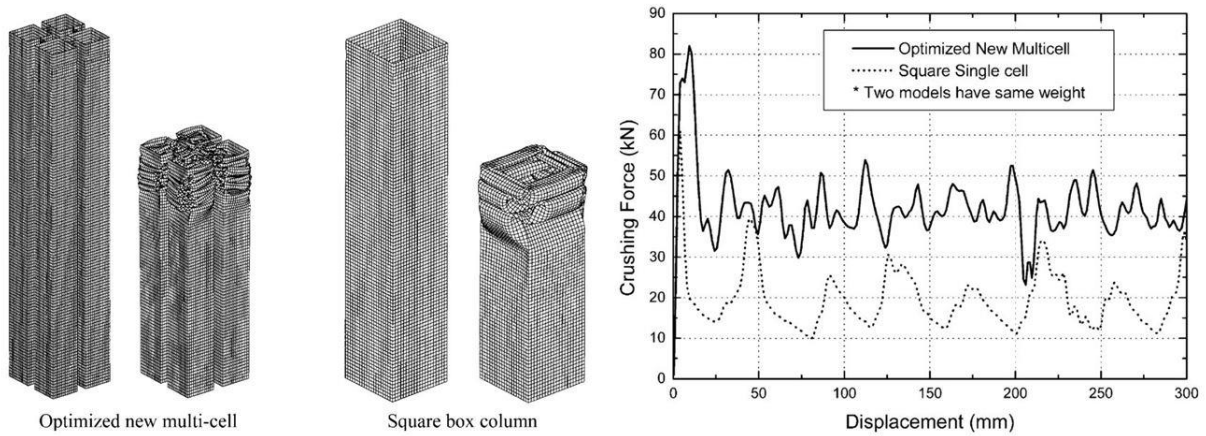 Optimized new multi-cell
Square box column
90
80
70
60
50
40
30
20
10
0
Crushing Force (kN)
Optimized New Multicell
Square Single cell
* Two models have same weight
0 50 100 150 200 250 300
Displacement (mm)